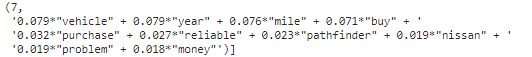 (7,
'0.079*"vehicle" + 0.079*"year" + 0.076*"mile" + 0.071*"buy" + '
'0.032*"purchase" + 0.027*"reliable" + 0.023*"pathfinder" + 0.019*"nissan" + '
'0.019*"problem" + 0.018*"money"')]